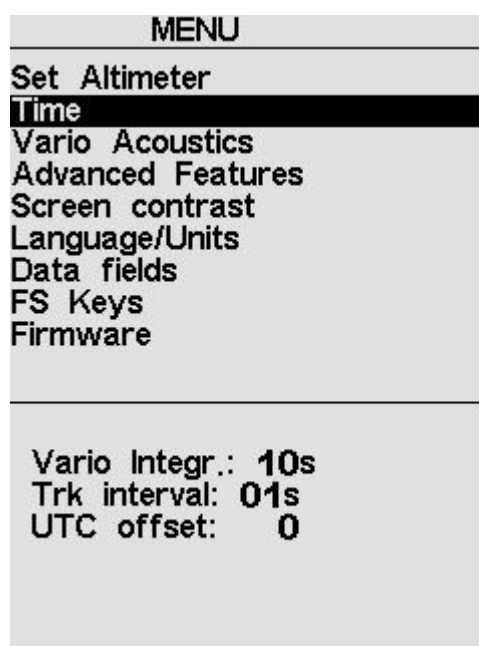 MENU
Set Altimeter
Time
Vario Acoustics
Advanced Features
Screen contrast
Language/Units
Data fields
FS Keys
Firmware
Vario Integr.: 10s
Trk interval: 01s
UTC offset: 0